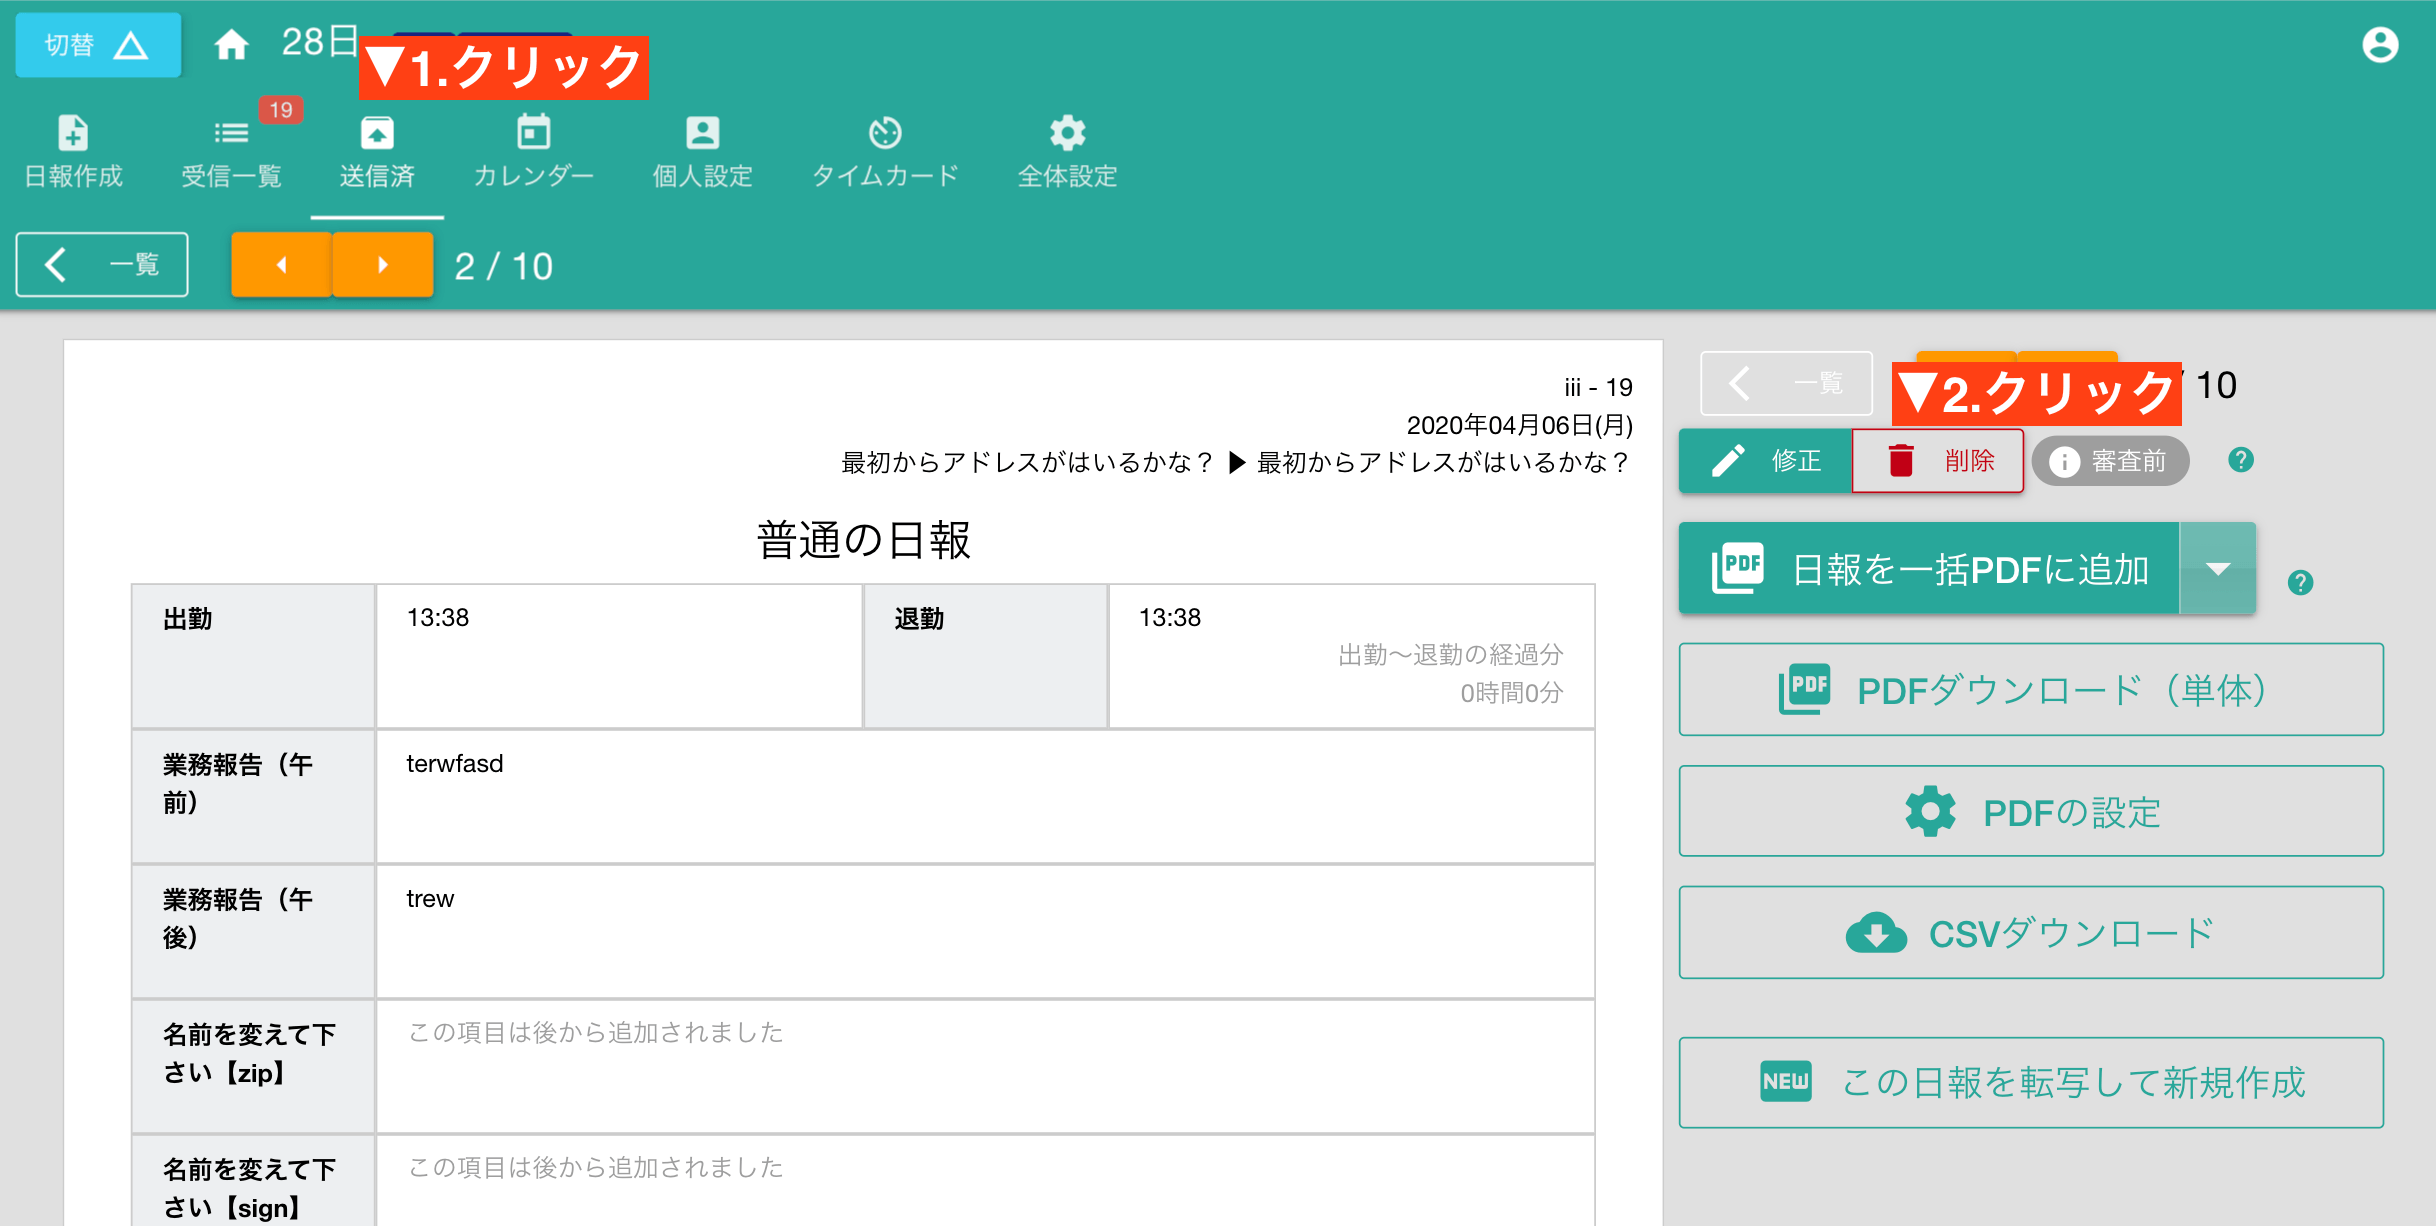 切替
28日
▼1.クリック
19
日報作成
受信一覧
送信済
カレンダー
個人設定
タイムカード
全体設定
一覧
2 / 10
iii - 19
2020年04月06日(月)
最初からアドレスがはいるかな？ ▶ 最初からアドレスがはいるかな？
普通の日報
出勤
13:38
退勤
13:38
出勤〜退勤の経過分
0時間0分
業務報告（午
前）
terwfasd
業務報告（午
後）
trew
名前を変えて下
さい【zip】
この項目は後から追加されました
名前を変えて下
さい【sign】
この項目は後から追加されました
一覧
▼2.クリック
10
修正
削除
審査前
?
PDF
日報を一括PDFに追加
?
PDF
PDFダウンロード（単体）
PDFの設定
CSVダウンロード
NEW
この日報を転写して新規作成